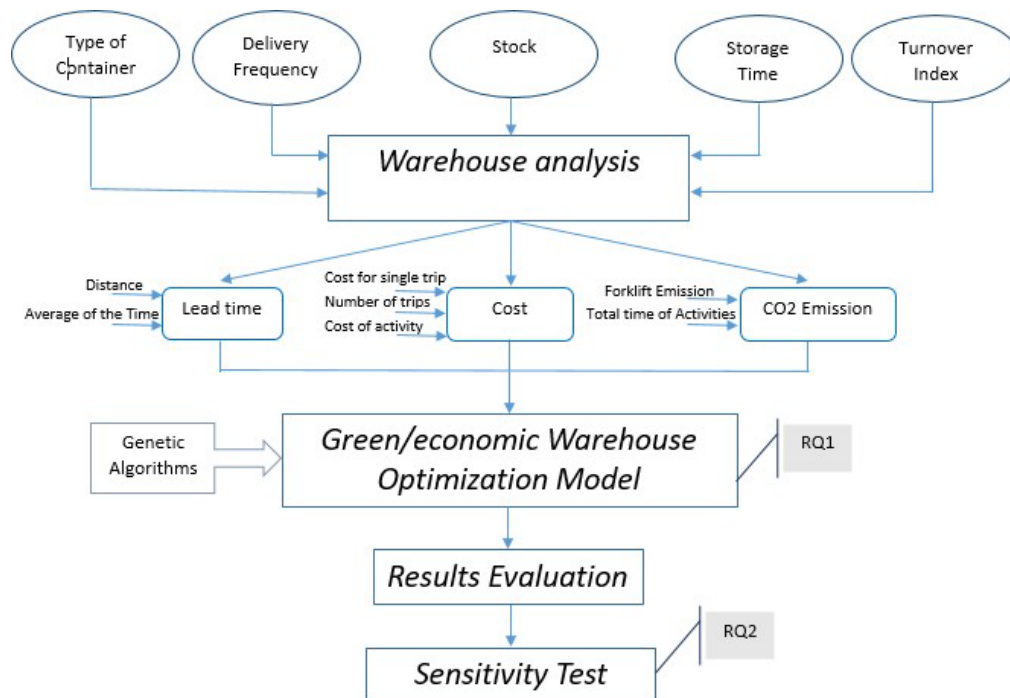 Type of
Container
Delivery
Frequency
Stock
Storage
Time
Turnover
Index
Warehouse analysis
Distance
Average of the Time
Lead time
Cost for single trip
Number of trips
Cost of activity
Cost
Forklift Emission
Total time of Activities
CO2 Emission
Genetic
Algorithms
Green/economic Warehouse
Optimization Model
RQ1
Results Evaluation
RQ2
Sensitivity Test